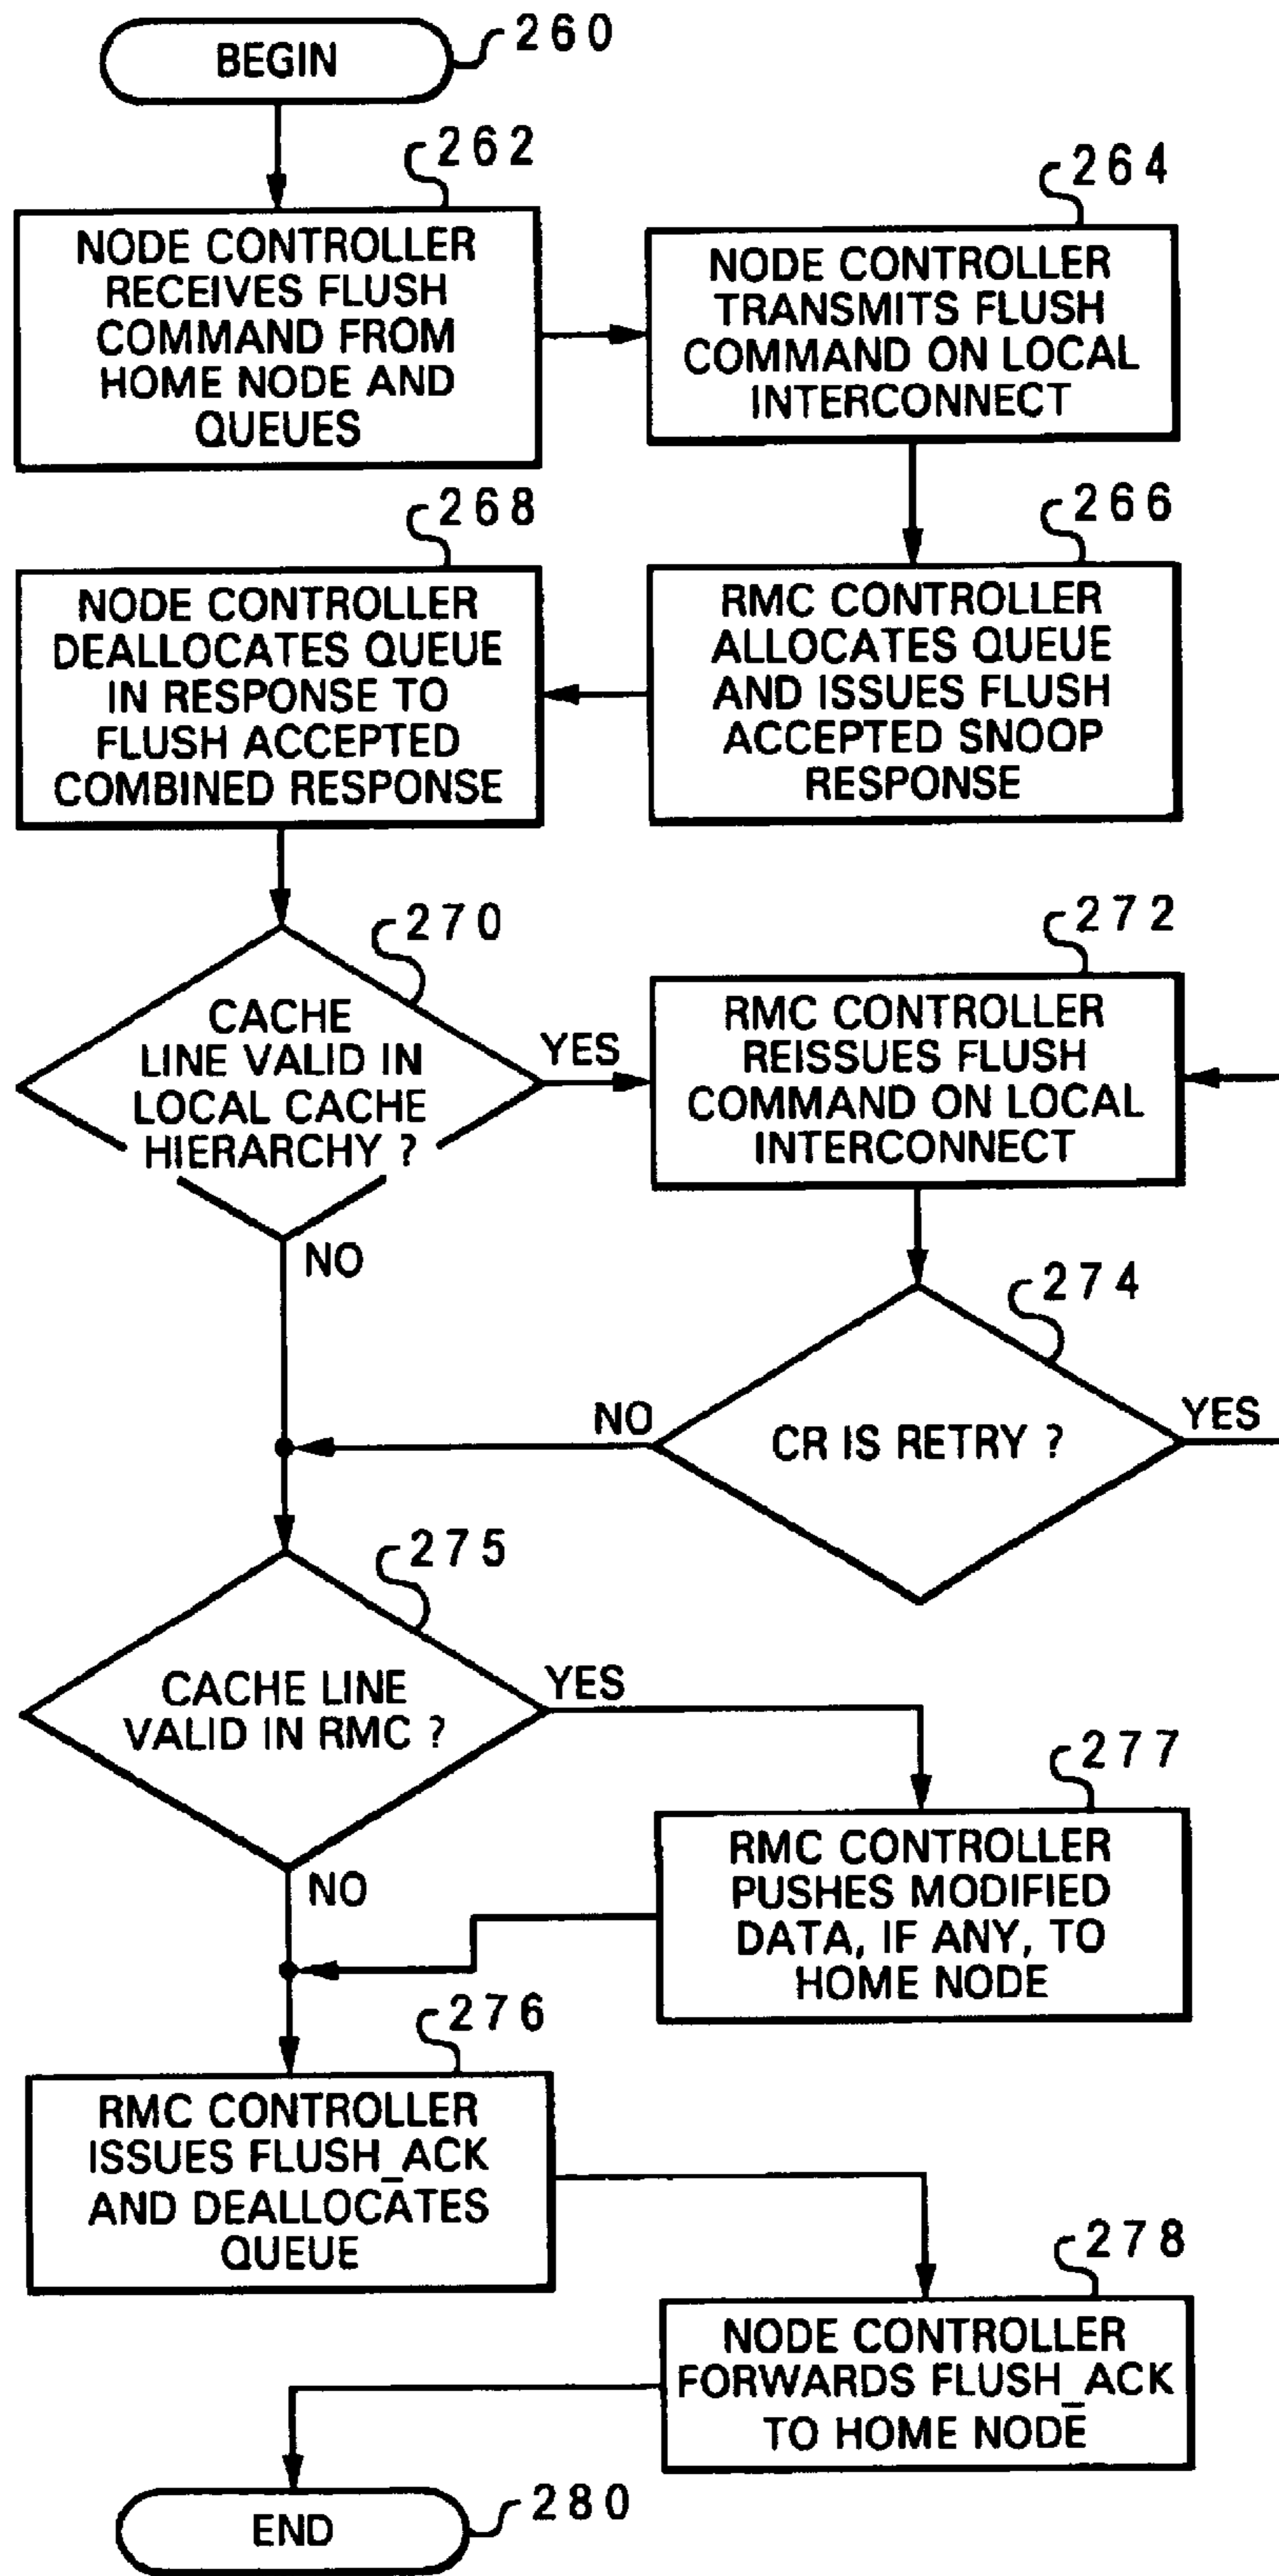 BEGIN
260
262
NODE CONTROLLER
RECEIVES FLUSH
COMMAND FROM
HOME NODE AND
QUEUES
264
NODE CONTROLLER
TRANSMITS FLUSH
COMMAND ON LOCAL
INTERCONNECT
266
RMC CONTROLLER
ALLOCATES QUEUE
AND ISSUES FLUSH
ACCEPTED SNOOP
RESPONSE
268
NODE CONTROLLER
DEALLOCATES QUEUE
IN RESPONSE TO
FLUSH ACCEPTED
COMBINED RESPONSE
270
CACHE
LINE VALID IN
LOCAL CACHE
HIERARCHY ?
YES
NO
272
RMC CONTROLLER
REISSUES FLUSH
COMMAND ON LOCAL
INTERCONNECT
274
CR IS RETRY ?
NO
YES
275
CACHE LINE
VALID IN RMC ?
YES
NO
277
RMC CONTROLLER
PUSHES MODIFIED
DATA, IF ANY, TO
HOME NODE
276
RMC CONTROLLER
ISSUES FLUSH_ACK
AND DEALLOCATES
QUEUE
278
NODE CONTROLLER
FORWARDS FLUSH_ACK
TO HOME NODE
END
280